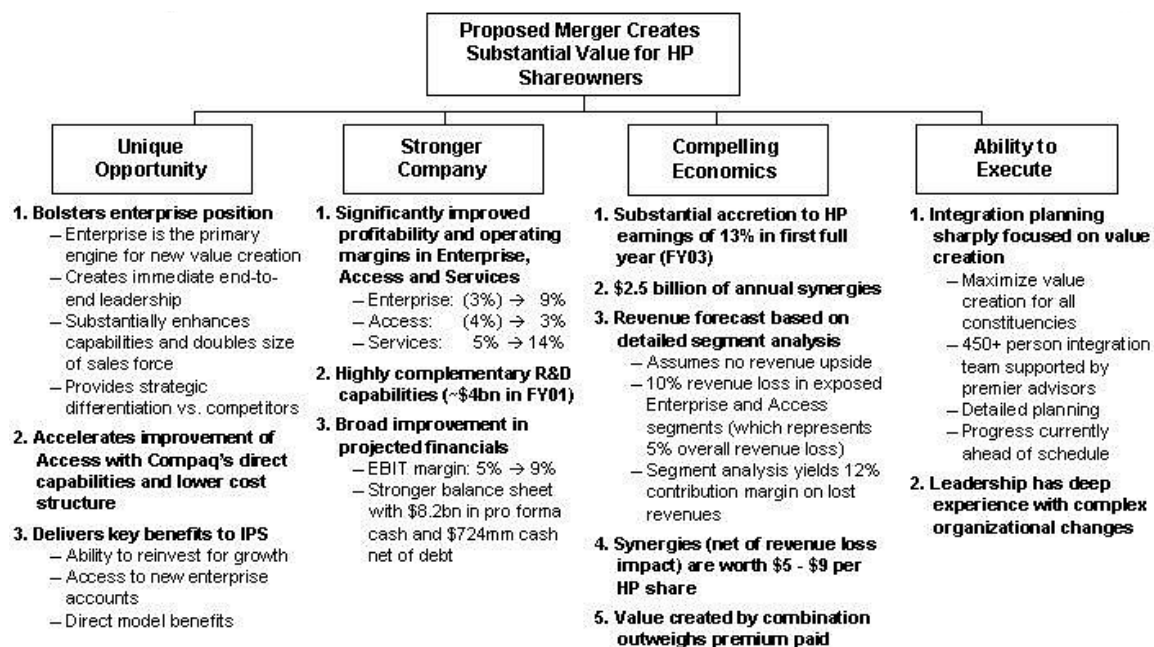 Proposed Merger Creates
Substantial Value for HP
Shareowners
Unique
Opportunity
1. Bolsters enterprise position
– Enterprise is the primary
engine for new value creation
– Creates immediate end-to-
end leadership
– Substantially enhances
capabilities and doubles size
of sales force
– Provides strategic
differentiation vs. competitors
2. Accelerates improvement of
Access with Compaq's direct
capabilities and lower cost
structure
3. Delivers key benefits to IPS
– Ability to reinvest for growth
– Access to new enterprise
accounts
– Direct model benefits
Stronger
Company
1. Significantly improved
profitability and operating
margins in Enterprise,
Access and Services
– Enterprise: (3%) → 9%
– Access: (4%) → 3%
– Services: 5% → 14%
2. Highly complementary R&D
capabilities (~$4bn in FY01)
3. Broad improvement in
projected financials
– EBIT margin: 5% → 9%
– Stronger balance sheet
with $8.2bn in pro forma
cash and $724mm cash
net of debt
Compelling
Economics
1. Substantial accretion to HP
earnings of 13% in first full
year (FY03)
2. $2.5 billion of annual synergies
3. Revenue forecast based on
detailed segment analysis
– Assumes no revenue upside
– 10% revenue loss in exposed
Enterprise and Access
segments (which represents
5% overall revenue loss)
– Segment analysis yields 12%
contribution margin on lost
revenues
4. Synergies (net of revenue loss
impact) are worth $5 - $9 per
HP share
5. Value created by combination
outweighs premium paid
Ability to
Execute
1. Integration planning
sharply focused on value
creation
– Maximize value
creation for all
constituencies
– 450+ person integration
team supported by
premier advisors
– Detailed planning
– Progress currently
ahead of schedule
2. Leadership has deep
experience with complex
organizational changes